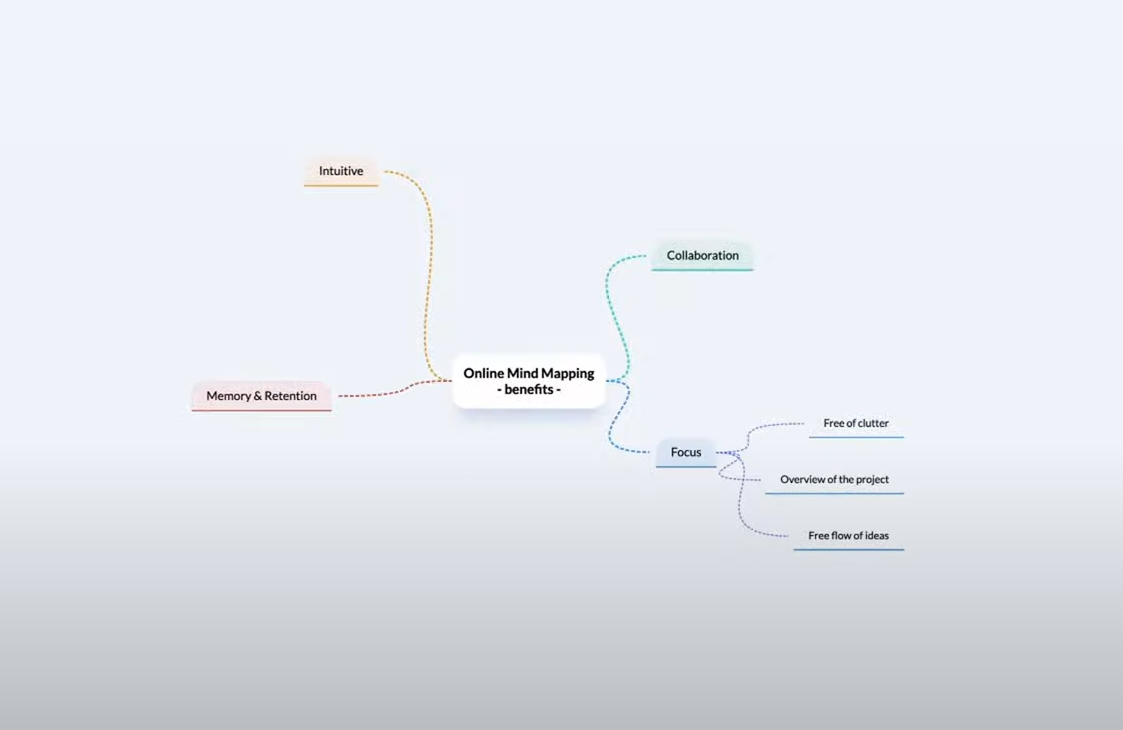 Intuitive
Collaboration
Online Mind Mapping
- benefits -
Memory & Retention
Focus
Free of clutter
Overview of the project
Free flow of ideas